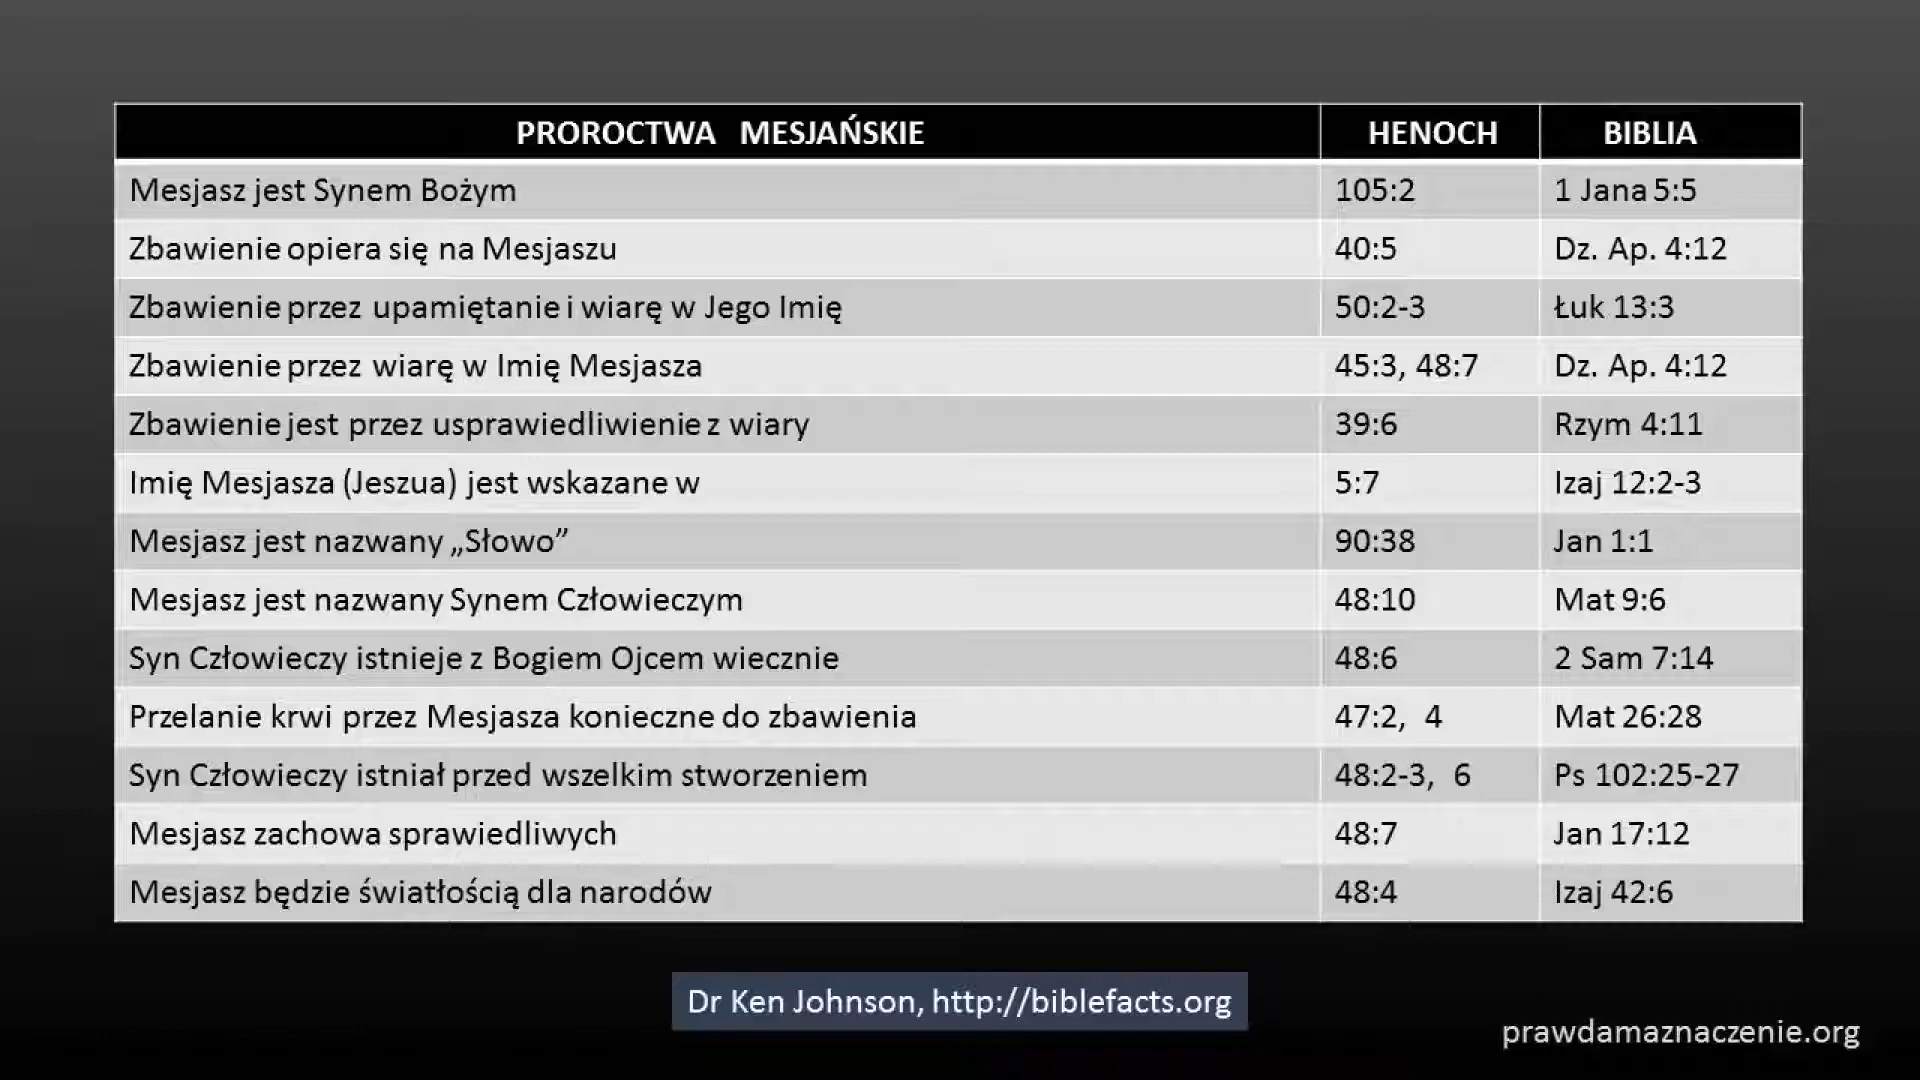 PROROCTWA MESJAŃSKIE HENOCH BIBLIA
Mesjasz jest Synem Bożym 105:2 1 Jana 5:5
Zbawienie opiera się na Mesjaszu 40:5 Dz. Ap. 4:12
Zbawienie przez upamiętanie i wiarę w Jego Imię 50:2-3 Łuk 13:3
Zbawienie przez wiarę w Imię Mesjasza 45:3, 48:7 Dz. Ap. 4:12
Zbawienie jest przez usprawiedliwienie z wiary 39:6 Rzym 4:11
Imię Mesjasza (Jeszua) jest wskazane w 5:7 Izaj 12:2-3
Mesjasz jest nazwany „Słowo” 90:38 Jan 1:1
Mesjasz jest nazwany Synem Człowieczym 48:10 Mat 9:6
Syn Człowieczy istnieje z Bogiem Ojcem wiecznie 48:6 2 Sam 7:14
Przelanie krwi przez Mesjasza konieczne do zbawienia 47:2, 4 Mat 26:28
Syn Człowieczy istniał przed wszelkim stworzeniem 48:2-3, 6 Ps 102:25-27
Mesjasz zachowa sprawiedliwych 48:7 Jan 17:12
Mesjasz będzie światłością dla narodów 48:4 Izaj 42:6
Dr Ken Johnson, http://biblefacts.org
prawdamaznaczenie.org